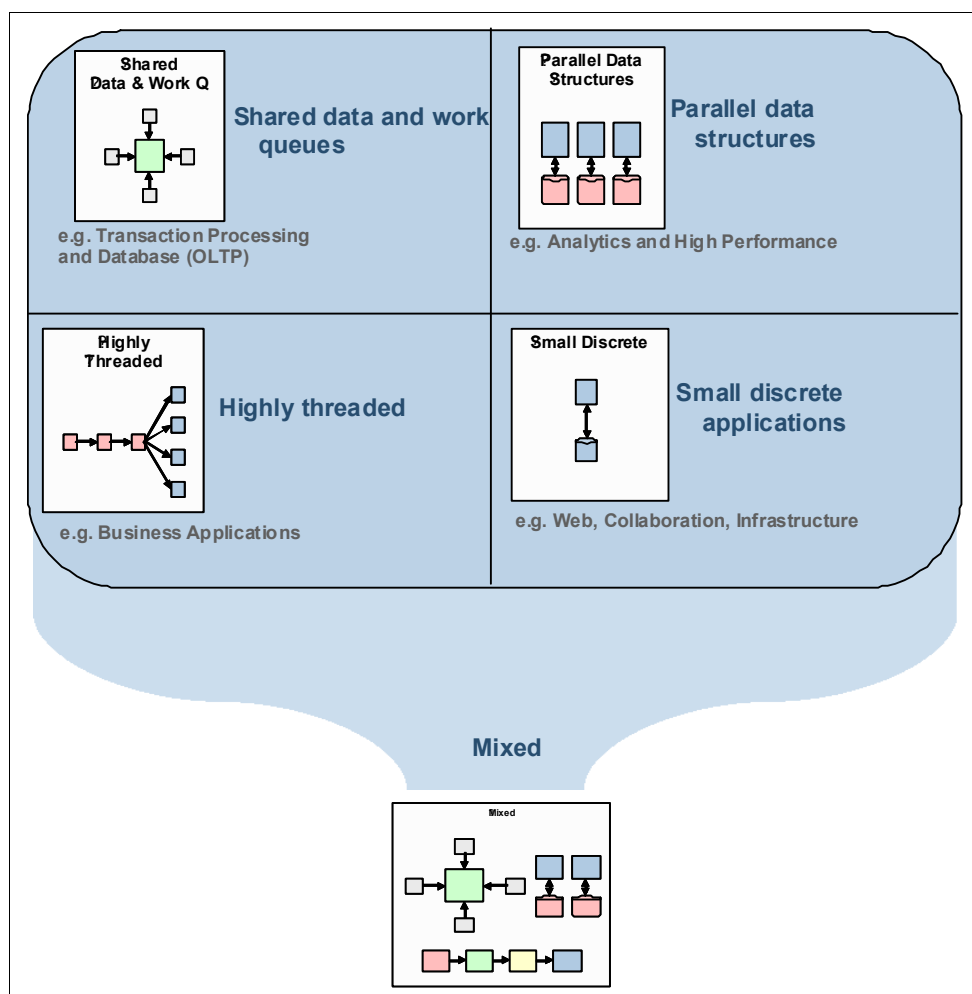 Shared
Data & Work Q
Shared data and work
queues
e.g. Transaction Processing
and Database (OLTP)
Parallel Data
Structures
Parallel data
structures
e.g. Analytics and High Performance
Highly
Threaded
Highly threaded
e.g. Business Applications
Small Discrete
Small discrete
applications
e.g. Web, Collaboration, Infrastructure
Mixed
Mixed